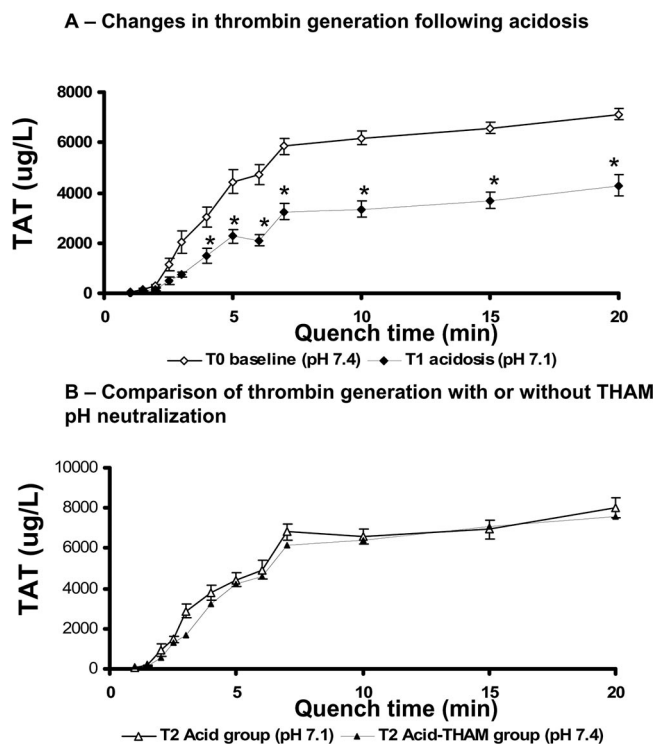 A – Changes in thrombin generation following acidosis
8000
6000
4000
2000
0
TAT (ug/L)
* * * * * * *
0 5 10 15 20
Quench time (min)
T0 baseline (pH 7.4) T1 acidosis (pH 7.1)
B – Comparison of thrombin generation with or without THAM
pH neutralization
10000
8000
6000
4000
2000
0
TAT (ug/L)
0 5 10 15 20
Quench time (min)
T2 Acid group (pH 7.1) T2 Acid-THAM group (pH 7.4)